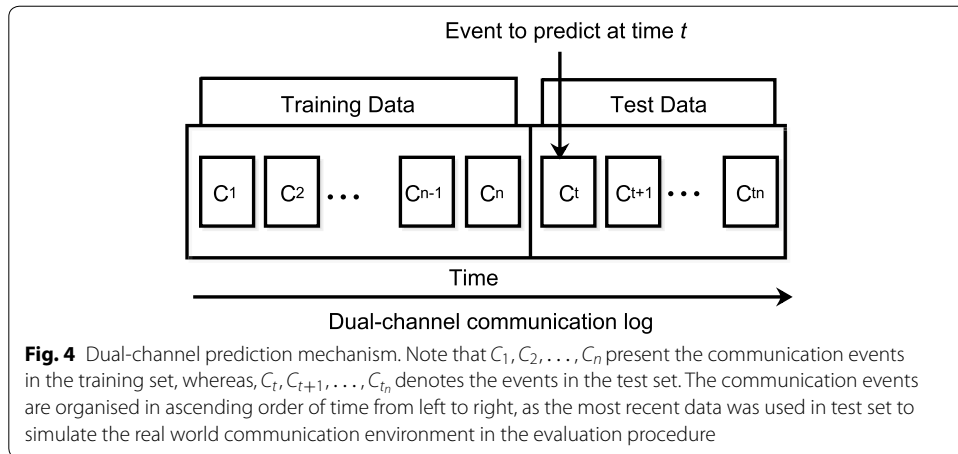 Event to predict at time t
Training Data
Test Data
C1 C2 ... Cn-1 Cn Ct Ct+1 ... Ctn
Time
Dual-channel communication log
Fig. 4 Dual-channel prediction mechanism. Note that C1, C2, . . . , Cn present the communication events
in the training set, whereas, Ct, Ct+1, . . . , Ctn denotes the events in the test set. The communication events
are organised in ascending order of time from left to right, as the most recent data was used in test set to
simulate the real world communication environment in the evaluation procedure